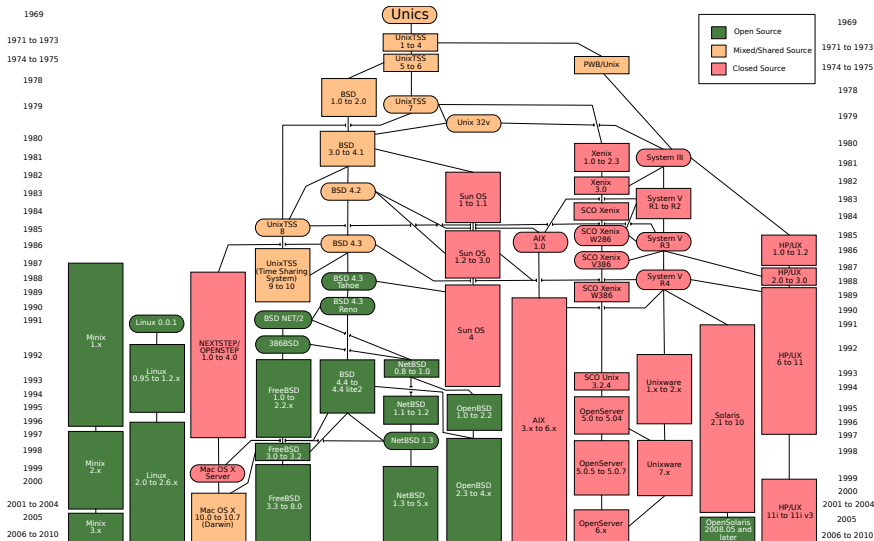 Unics
1969
1969
UnixTSS
1 to 4
1971 to 1973
1971 to 1973
UnixTSS
5 to 6
1974 to 1975
1974 to 1975
PWB/Unix
Open Source
Mixed/Shared Source
Closed Source
1978
1978
BSD
1.0 to 2.0
UnixTSS
7
1979
1979
Unix 32v
1980
1980
BSD
3.0 to 4.1
Xenix
1.0 to 2.3
System III
1981
1981
1982
1982
Sun OS
1 to 1.1
Xenix
3.0
1983
1983
BSD 4.2
System V
R1 to R2
SCO Xenix
1984
1984
UnixTSS
8
1985
1985
SCO Xenix
W286
AIX
1.0
System V
R3
BSD 4.3
1986
1986
HP/UX
1.0 to 1.2
UnixTSS
(Time Sharing
System)
9 to 10
Sun OS
1.2 to 3.0
SCO Xenix
V386
1987
1987
HP/UX
2.0 to 3.0
System V
R4
BSD 4.3
Tahoe
1988
1988
SCO Xenix
W386
1989
1989
BSD 4.3
Reno
1990
1990
BSD NET/2
1991
1991
Linux 0.0.1
Sun OS
4
Minix
1.x
NEXTSTEP/
OPENSTEP
1.0 to 4.0
386BSD
HP/UX
6 to 11
1992
1992
NetBSD
0.8 to 1.0
Linux
0.95 to 1.2.x
BSD
4.4 to
4.4 lite2
1993
1993
SCO Unix
3.2.4
Unixware
1.x to 2.x
1994
1994
FreeBSD
1.0 to
2.2.x
1995
1995
NetBSD
1.1 to 1.2
OpenBSD
1.0 to 2.2
OpenServer
5.0 to 5.04
Solaris
2.1 to 10
AIX
3.x to 6.x
1996
1996
1997
1997
NetBSD 1.3
1998
1998
FreeBSD
3.0 to 3.2
Minix
2.x
Linux
2.0 to 2.6.x
Mac OS X
Server
1999
1999
OpenServer
5.0.5 to 5.0.7
Unixware
7.x
OpenBSD
2.3 to 4.x
2000
2000
FreeBSD
3.3 to 8.0
NetBSD
1.3 to 5.x
2001 to 2004
2001 to 2004
HP/UX
11i to 11i v3
Mac OS X
10.0 to 10.7
(Darwin)
2005
2005
Minix
3.x
OpenServer
6.x
OpenSolaris
2008.05 and
later
2006 to 2010
2006 to 2010